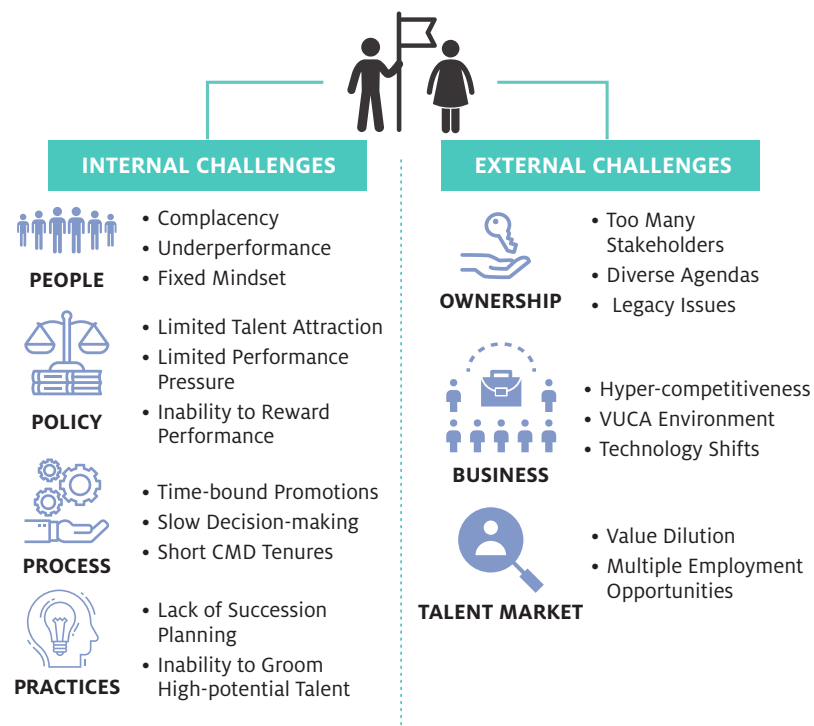 INTERNAL CHALLENGES
PEOPLE
• Complacency
• Underperformance
• Fixed Mindset
POLICY
• Limited Talent Attraction
• Limited Performance
Pressure
• Inability to Reward
Performance
PROCESS
• Time-bound Promotions
• Slow Decision-making
• Short CMD Tenures
PRACTICES
• Lack of Succession
Planning
• Inability to Groom
High-potential Talent
EXTERNAL CHALLENGES
OWNERSHIP
• Too Many
Stakeholders
• Diverse Agendas
• Legacy Issues
BUSINESS
• Hyper-competitiveness
• VUCA Environment
• Technology Shifts
TALENT MARKET
• Value Dilution
• Multiple Employment
Opportunities